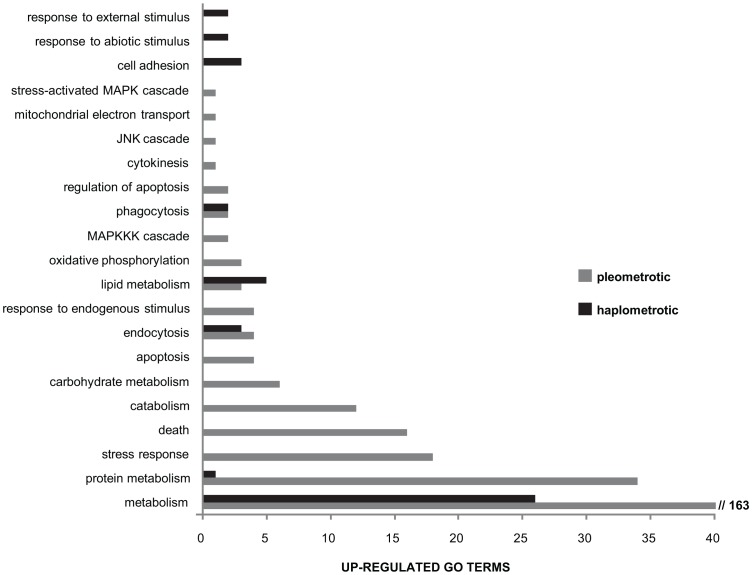 response to external stimulus
response to abiotic stimulus
cell adhesion
stress-activated MAPK cascade
mitochondrial electron transport
JNK cascade
cytokinesis
regulation of apoptosis
phagocytosis
MAPKKK cascade
oxidative phosphorylation
lipid metabolism
response to endogenous stimulus
endocytosis
apoptosis
carbohydrate metabolism
catabolism
death
stress response
protein metabolism
metabolism
// 163
pleometrotic
haplometrotic
0 5 10 15 20 25 30 35 40
UP-REGULATED GO TERMS